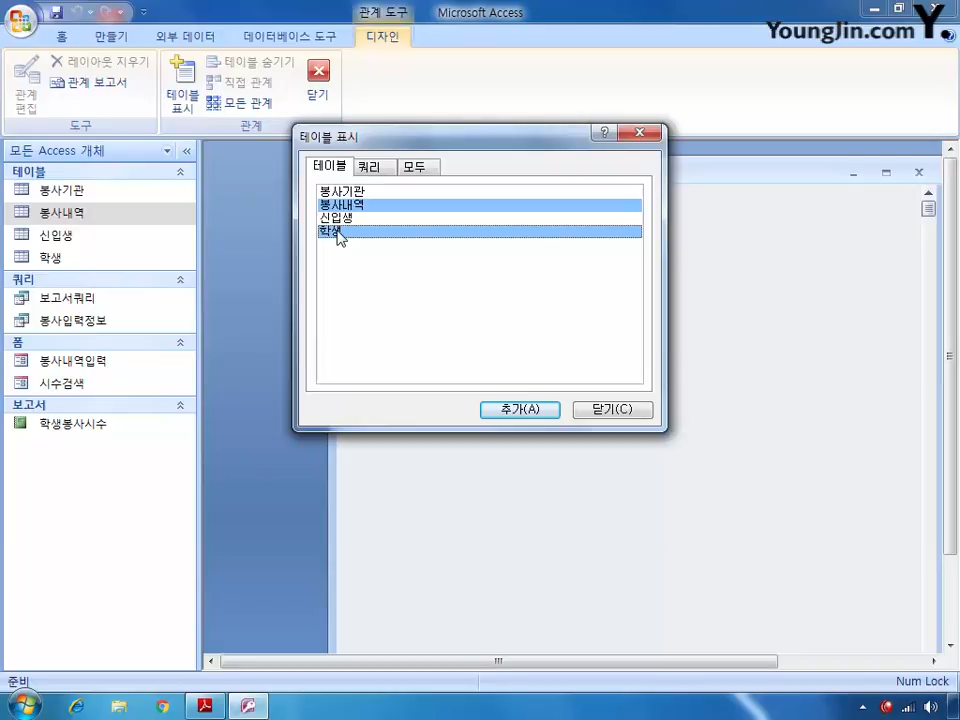 관계 도구
Microsoft Access
YoungJin.com Y.
홈
만들기
외부 데이터
데이터베이스 도구
디자인
관계
편집
레이아웃 지우기
관계 보고서
도구
테이블
표시
테이블 숨기기
직접 관계
모든 관계
닫기
관계
모든 Access 개체
테이블
봉사기관
봉사내역
신입생
학생
쿼리
보고서쿼리
봉사입력정보
폼
봉사내역입력
시수검색
보고서
학생봉사시수
테이블 표시
테이블
쿼리
모두
봉사기관
봉사내역
신입생
학생
추가(A)
닫기(C)
준비
Num Lock